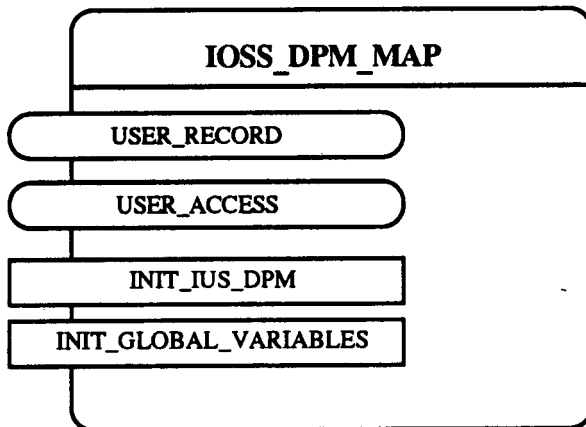 IOSS_DPM_MAP
USER_RECORD
USER_ACCESS
INIT_IUS_DPM
INIT_GLOBAL_VARIABLES